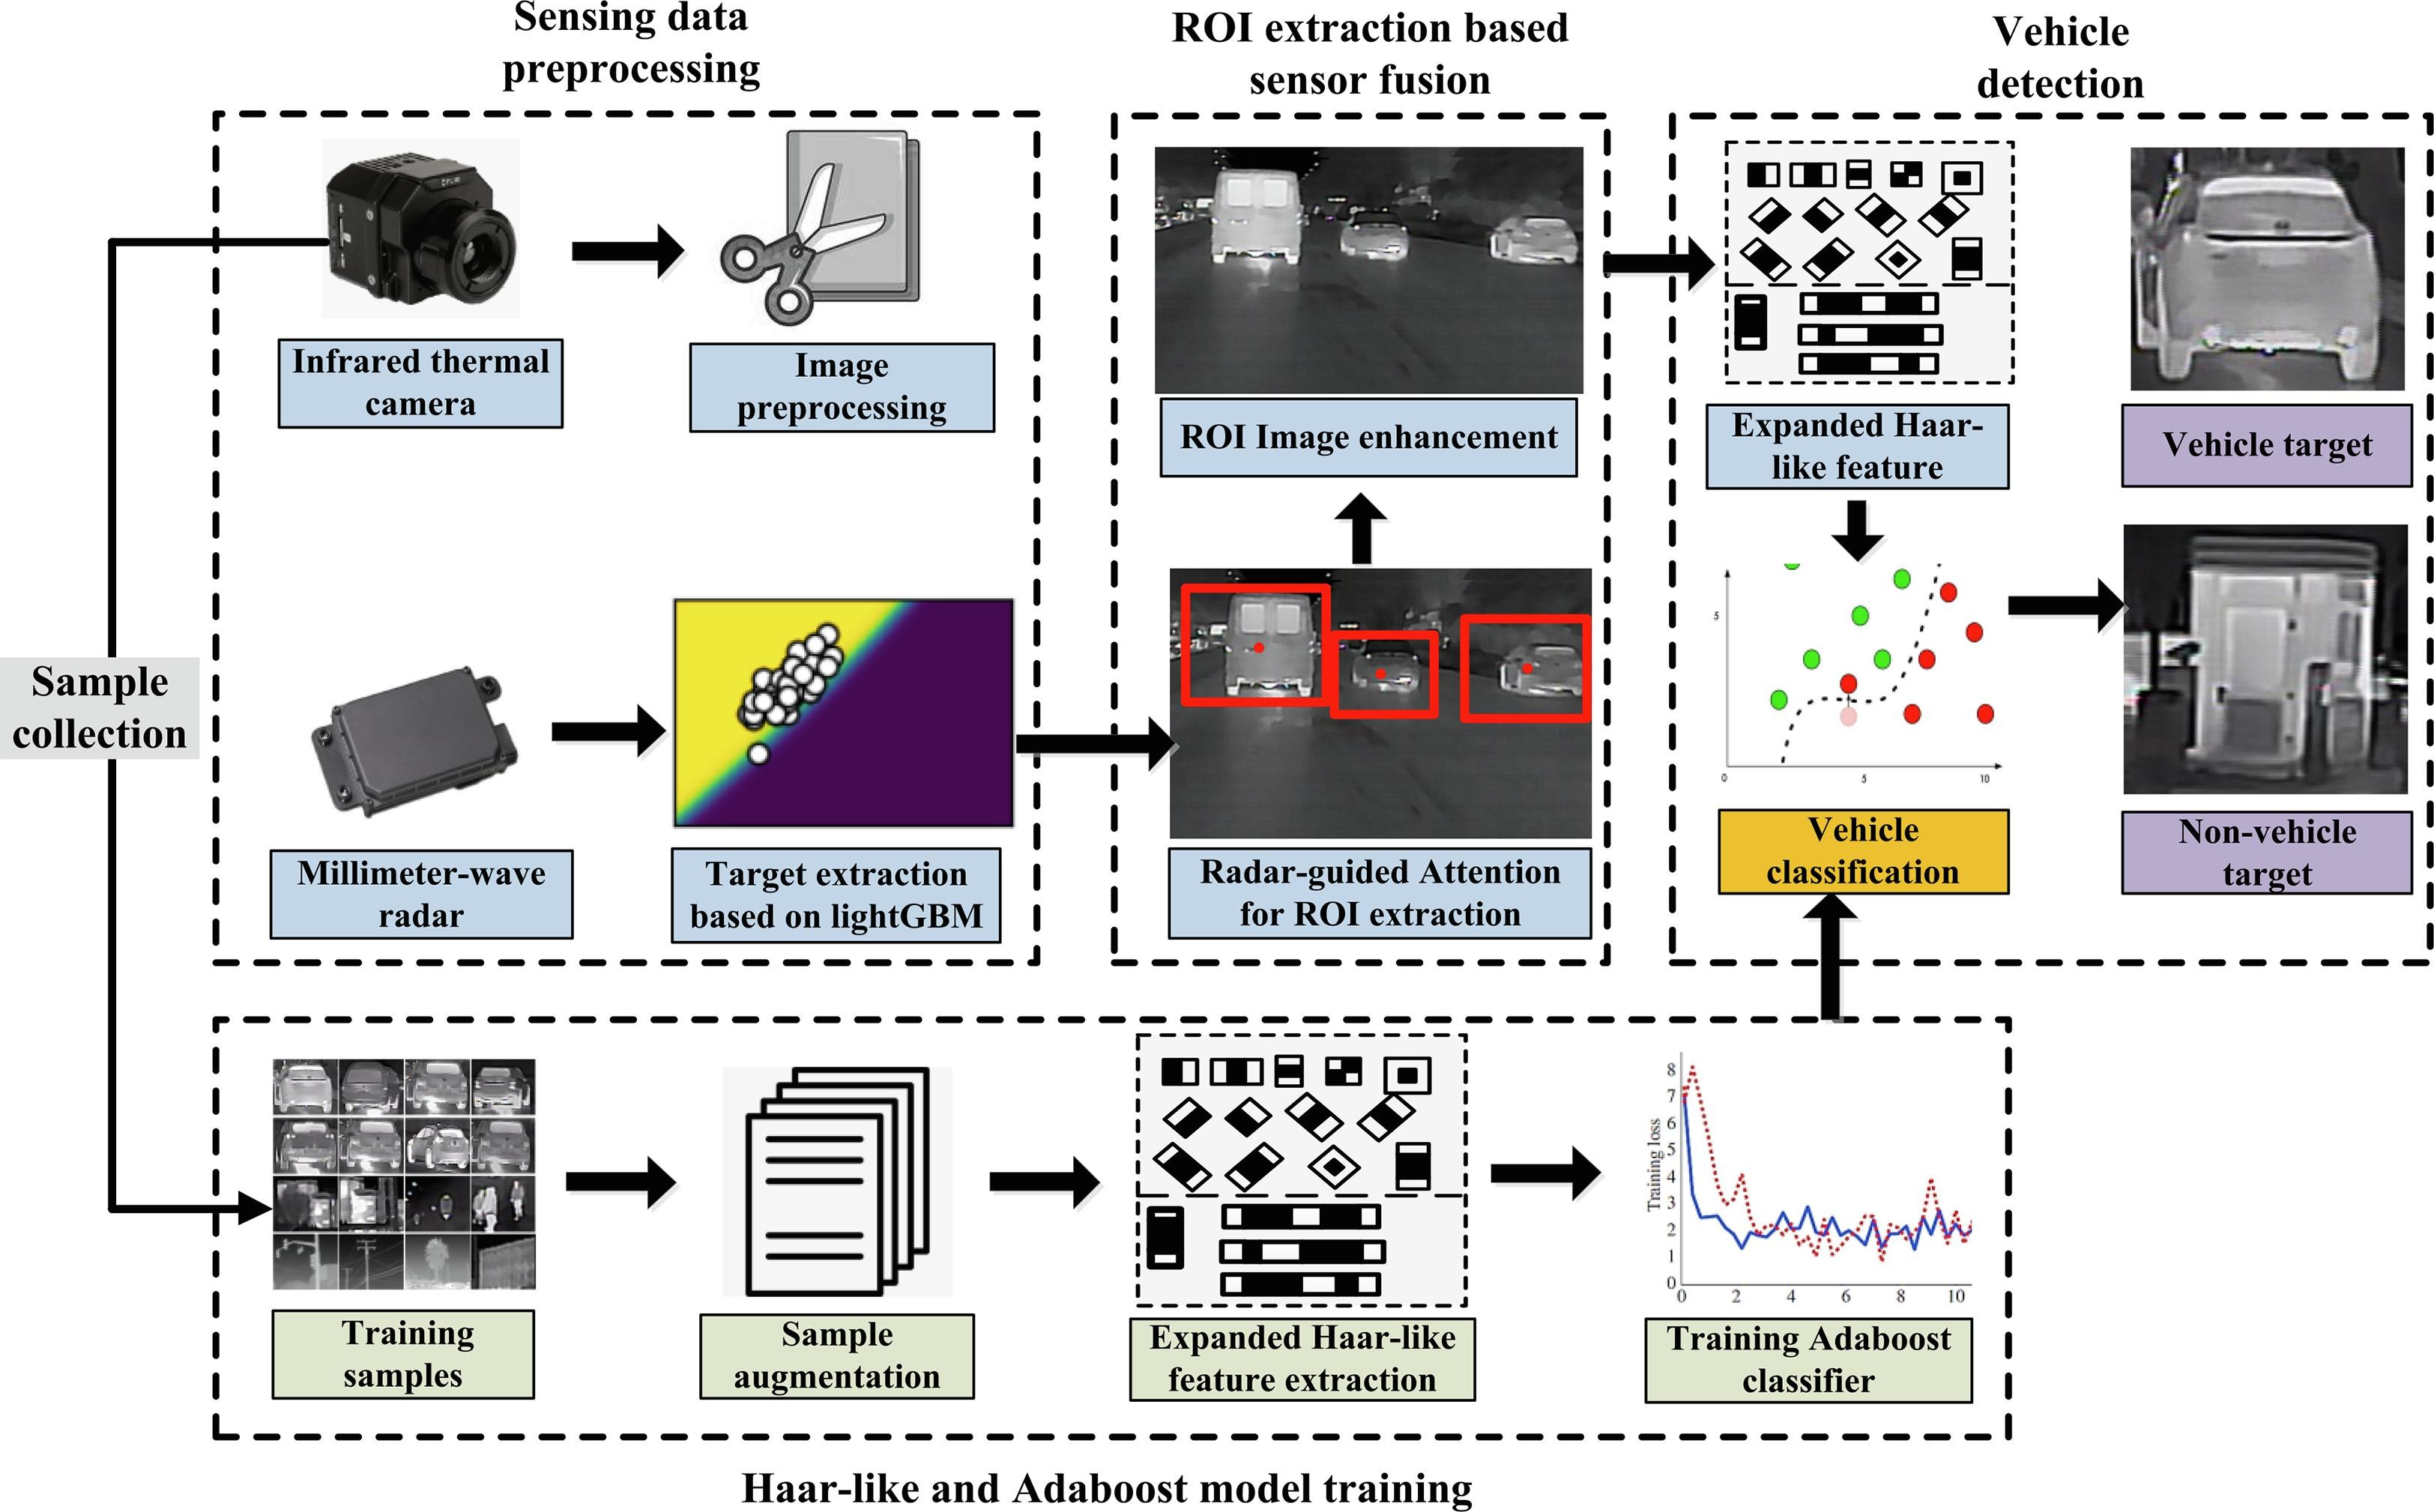 Sensing data
preprocessing
ROI extraction based
sensor fusion
Vehicle
detection
Infrared thermal
camera
Image
preprocessing
ROI Image enhancement
Expanded Haar-
like feature
Vehicle target
Sample
collection
5
0
5
10
Millimeter-wave
radar
Target extraction
based on lightGBM
Radar-guided Attention
for ROI extraction
Vehicle
classification
Non-vehicle
target
Training loss
8
7
6
5
4
3
2
1
0
0 2 4 6 8 10
Training
samples
Sample
augmentation
Expanded Haar-like
feature extraction
Training Adaboost
classifier
Haar-like and Adaboost model training